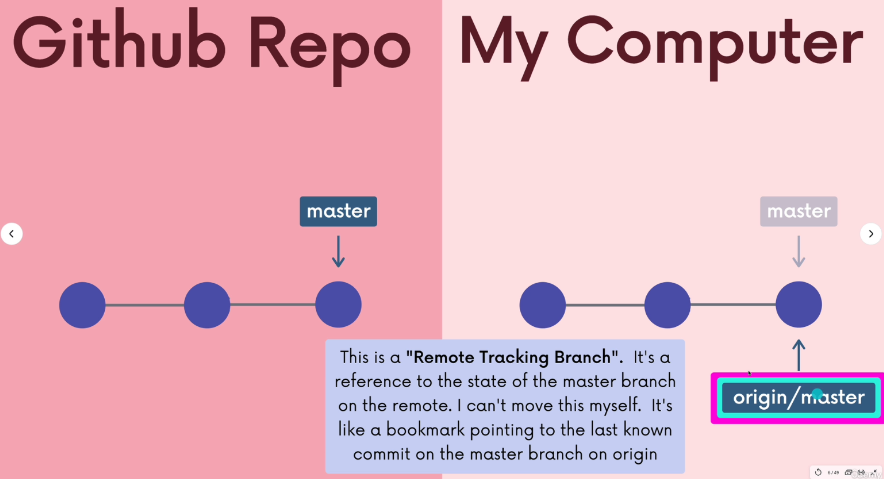 Github Repo
My Computer
master
master
This is a "Remote Tracking Branch". It's a
reference to the state of the master branch
on the remote. I can't move this myself. It's
like a bookmark pointing to the last known
commit on the master branch on origin
origin/master